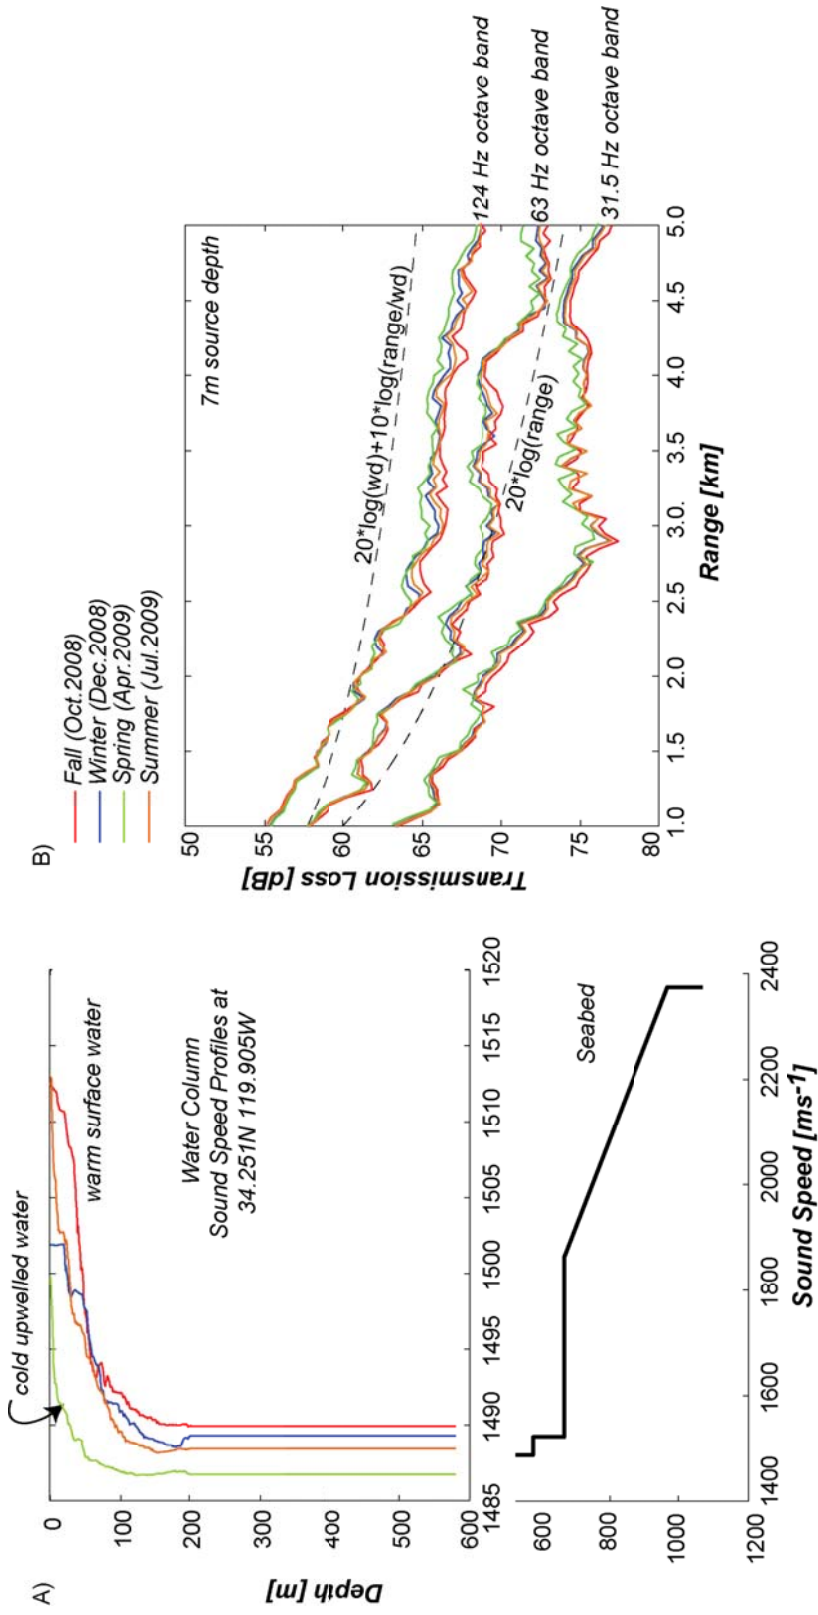 A)
cold upwelled water
warm surface water
Water Column
Sound Speed Profiles at
34.251N 119.905W
0
100
200
300
400
500
600
Depth [m]
1485
1490
1495
1500
1505
1510
1515
1520
Seabed
600
800
1000
1200
1400
1600
1800
2000
2200
2400
Sound Speed [ms-1]
B)
Fall (Oct.2008)
Winter (Dec.2008)
Spring (Apr.2009)
Summer (Jul.2009)
7m source depth
20*log(wd)+10*log(range/wd)
20*log(range)
124 Hz octave band
63 Hz octave band
31.5 Hz octave band
50
55
60
65
70
75
80
Transmission Loss [dB]
1.0
1.5
2.0
2.5
3.0.
3.5
4.0
4.5
5.0
Range [km]